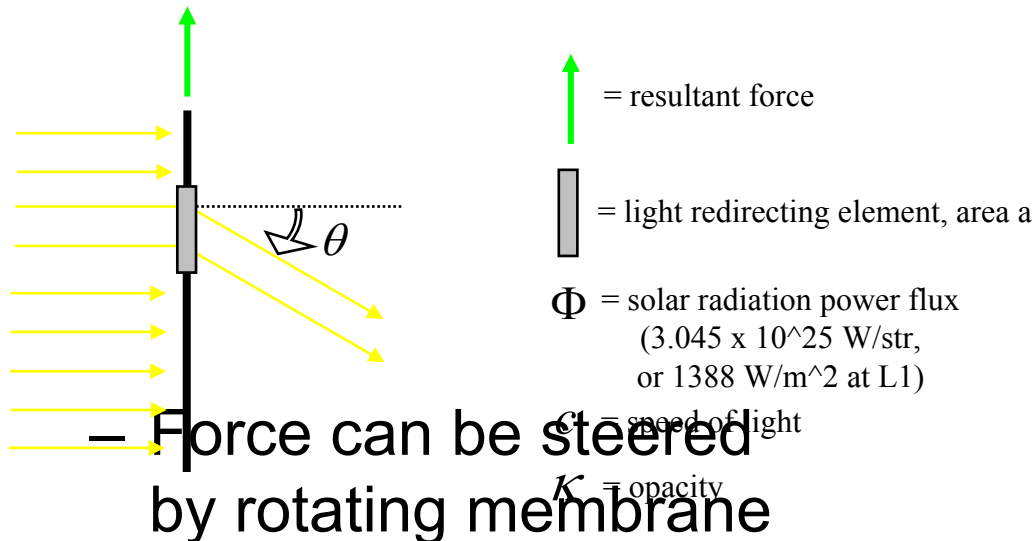 = resultant force
= light redirecting element, area a
θ
Φ = solar radiation power flux
(3.045 x 10^25 W/str,
or 1388 W/m^2 at L1)
c = speed of light
κ = opacity
– Force can be steered
by rotating membrane